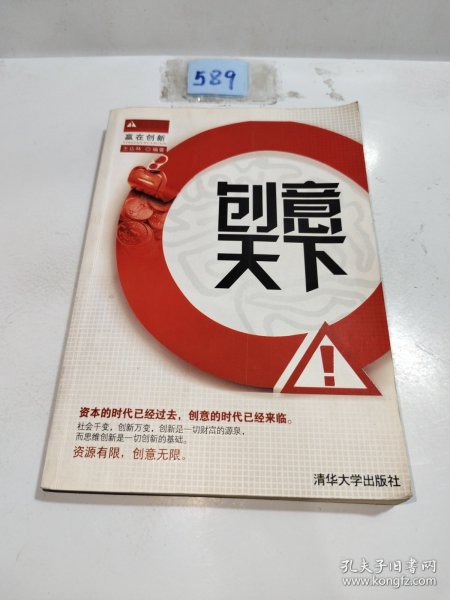 589
赢在创新
王达林 ◎编著
创意
天下
资本的时代已经过去，创意的时代已经来临。
社会千变，创新万变，创新是一切财富的源泉，
而思维创新是一切创新的基础。
资源有限，创意无限。
清华大学出版社
孔夫子旧书网
www.kongfz.com